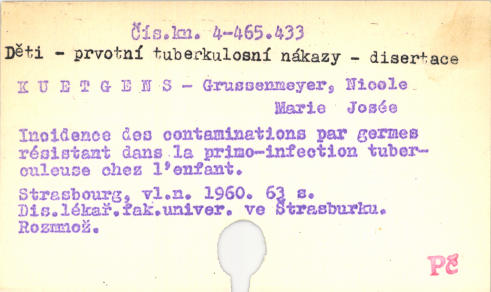 Čís.kn. 4-465.433
Děti - prvotní tuberkulosní nákazy - disertace
K U E T G E N S - Grussenmeyer, Nicole
Marie Josée
Incidence des contaminations par germes
résistant dans la primo-infection tuber-
culeuse chez l'enfant.
Strasbourg, vl.n. 1960. 63 s.
Dis.lékař.fak.univer. ve Štrasburku.
Rozmnož.
Pč